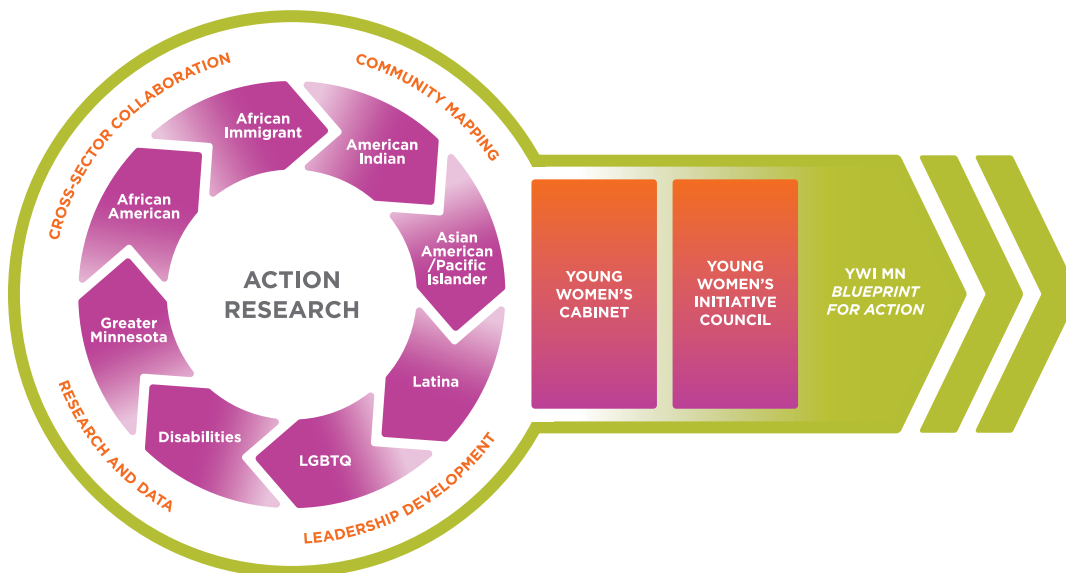 CROSS-SECTOR COLLABORATION
COMMUNITY MAPPING
RESEARCH AND DATA
LEADERSHIP DEVELOPMENT
African
Immigrant
American
Indian
Asian
American
/Pacific
Islander
Latina
LGBTQ
Disabilities
Greater
Minnesota
African
American
ACTION
RESEARCH
YOUNG
WOMEN'S
CABINET
YOUNG
WOMEN'S
INITIATIVE
COUNCIL
YWI MN
BLUEPRINT
FOR ACTION